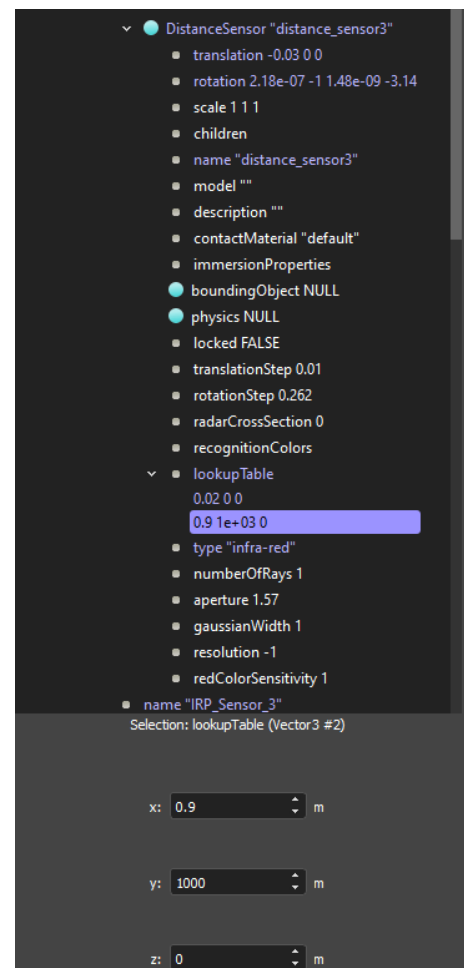 DistanceSensor "distance_sensor3"
translation -0.03 0 0
rotation 2.18e-07 -1 1.48e-09 -3.14
scale 1 1 1
children
name "distance_sensor3"
model ""
description ""
contactMaterial "default"
immersionProperties
boundingObject NULL
physics NULL
locked FALSE
translationStep 0.01
rotationStep 0.262
radarCrossSection 0
recognitionColors
lookupTable
0.02 0 0
0.9 1e+03 0
type "infra-red"
numberOfRays 1
aperture 1.57
gaussianWidth 1
resolution -1
redColorSensitivity 1
name "IRP_Sensor_3"
Selection: lookupTable (Vector3 #2)
x: 0.9 m
y: 1000 m
z: 0 m